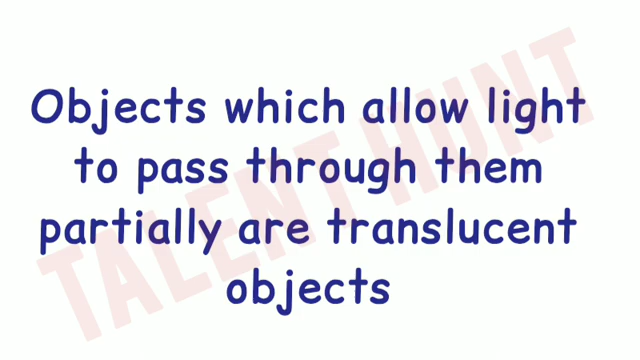 Objects which allow light
to pass through them
partially are translucent
objects
TALENT HUNT